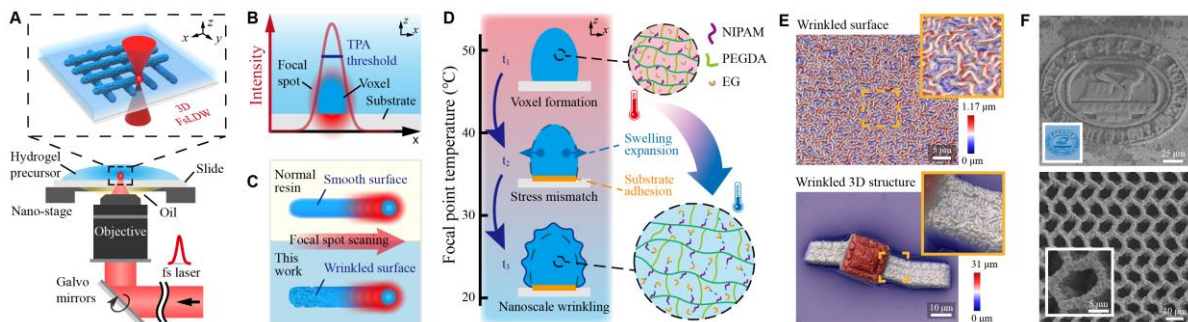 A
z
x
y
3D
FsLDW
Hydrogel
precursor
Slide
Nano-stage
Oil
Objective
fs laser
Galvo
mirrors
B
z
x
Intensity
TPA
threshold
Focal
spot
Voxel
Substrate
x
C
Normal
resin
Smooth surface
Focal spot scaning
This
work
Wrinkled surface
D
z
x
Focal point temperature (°C)
50
40
30
20
t₁
Voxel formation
t₂
Swelling
expansion
Substrate
adhesion
Stress mismatch
t₃
Nanoscale wrinkling
NIPAM
PEGDA
EG
E
Wrinkled surface
1.17 μm
0 μm
5 μm
Wrinkled 3D structure
31 μm
0 μm
10 μm
F
25 μm
5 μm
10 μm